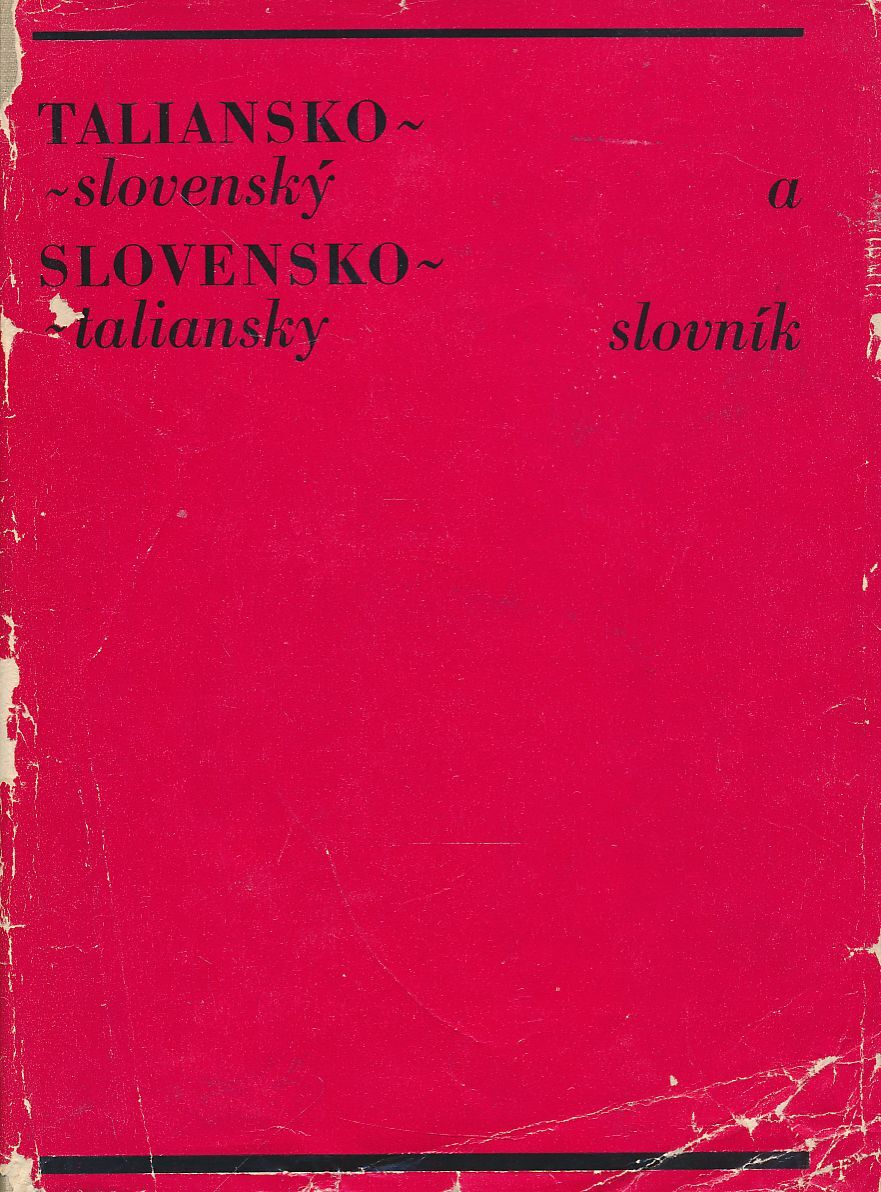 TALIANSKO~
~slovenský a
SLOVENSKO~
~taliansky slovník